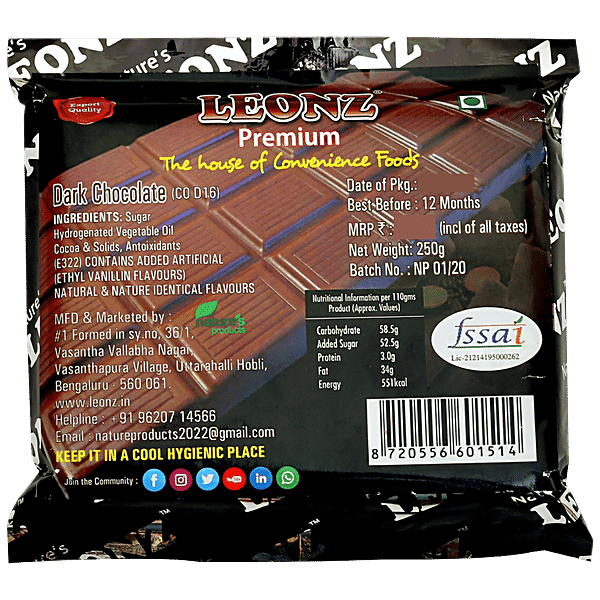 Nature's
LEONZ
Export
Quality
LEONZ
Premium
The house of Convenience Foods
Dark Chocolate (CO D16)
INGREDIENTS: Sugar
Hydrogenated Vegetable Oil
Cocoa & Solids, Antoixidants
(E322) CONTAINS ADDED ARTIFICIAL
(ETHYL VANILLIN FLAVOURS)
NATURAL & NATURE IDENTICAL FLAVOURS
Date of Pkg.:
Best Before : 12 Months
MRP ₹ : (incl of all taxes)
Net Weight: 250g
Batch No. : NP 01/20
nature's
products
MFD & Marketed by :
#1 Formed in sy.no, 36/1,
Vasantha Vallabha Nagar,
Vasanthapura Village, Uttarahalli Hobli,
Bengaluru - 560 061.
www.leonz.in
Helpline : +91 96207 14566
Email : natureproducts2022@gmail.com
KEEP IT IN A COOL HYGIENIC PLACE
Join the Community :
Nutritional Information per 110gms
Product (Approx. Values)
Carbohydrate 58.5g
Added Sugar 52.5g
Protein 3.0g
Fat 34g
Energy 551kcal
fssai
Lic-21214195000262
8 720556 601514
LEONZ